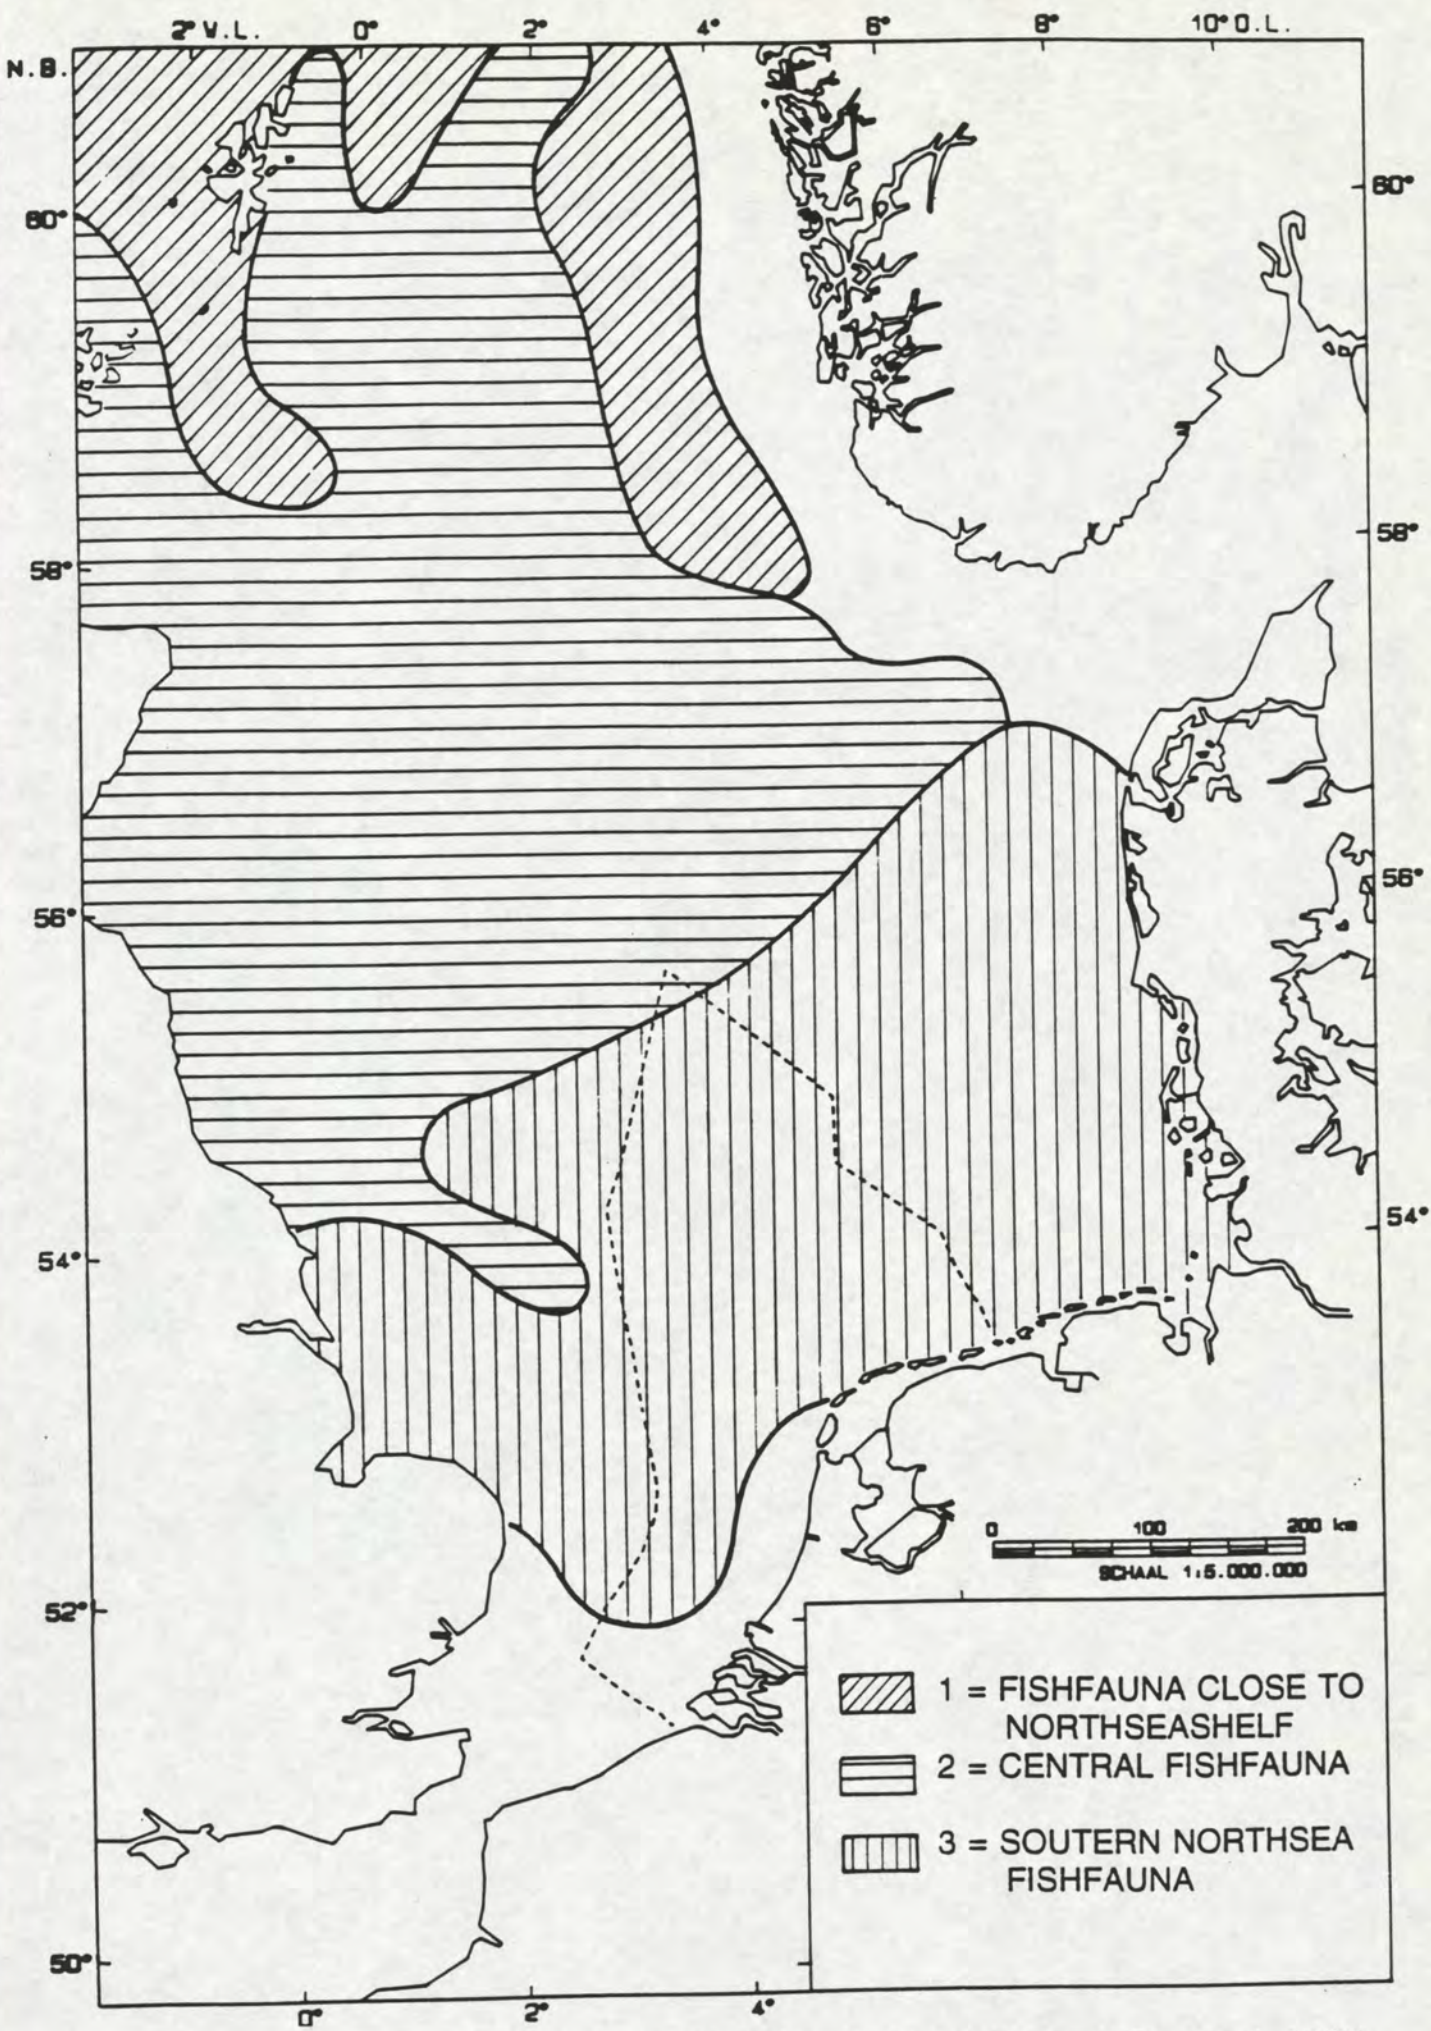 2° W.L. 0° 2° 4° 6° 8° 10° O.L.
N.B.
60° 60°
58° 58°
56° 56°
54° 54°
0 100 200 km
SCHAAL 1:5.000.000
52°
1 = FISHFAUNA CLOSE TO
NORTHSEASHELF
2 = CENTRAL FISHFAUNA
3 = SOUTERN NORTHSEA
FISHFAUNA
50°
0° 2° 4°